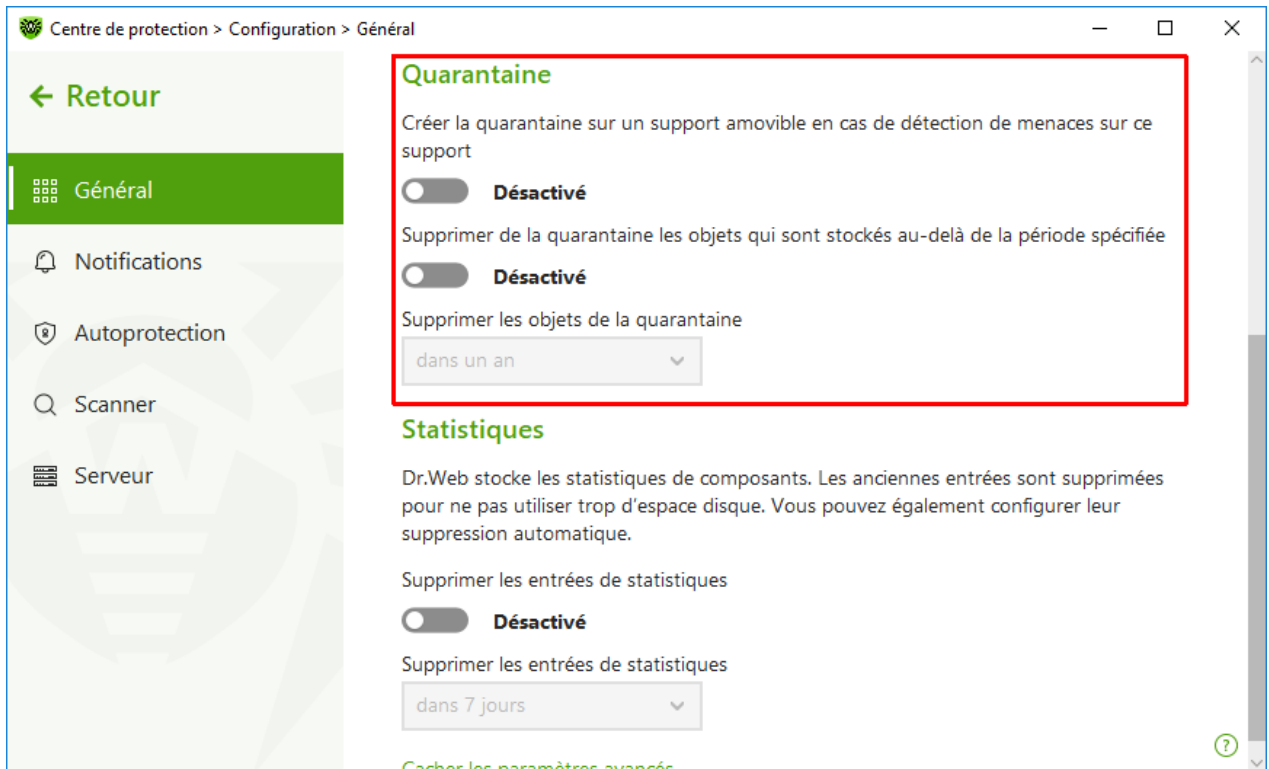 Centre de protection > Configuration > Général
Retour
Général
Notifications
Autoprotection
Scanner
Serveur
Quarantaine
Créer la quarantaine sur un support amovible en cas de détection de menaces sur ce
support
Désactivé
Supprimer de la quarantaine les objets qui sont stockés au-delà de la période spécifiée
Désactivé
Supprimer les objets de la quarantaine
dans un an
Statistiques
Dr.Web stocke les statistiques de composants. Les anciennes entrées sont supprimées
pour ne pas utiliser trop d'espace disque. Vous pouvez également configurer leur
suppression automatique.
Supprimer les entrées de statistiques
Désactivé
Supprimer les entrées de statistiques
dans 7 jours
?
Cacher les paramètres avancés